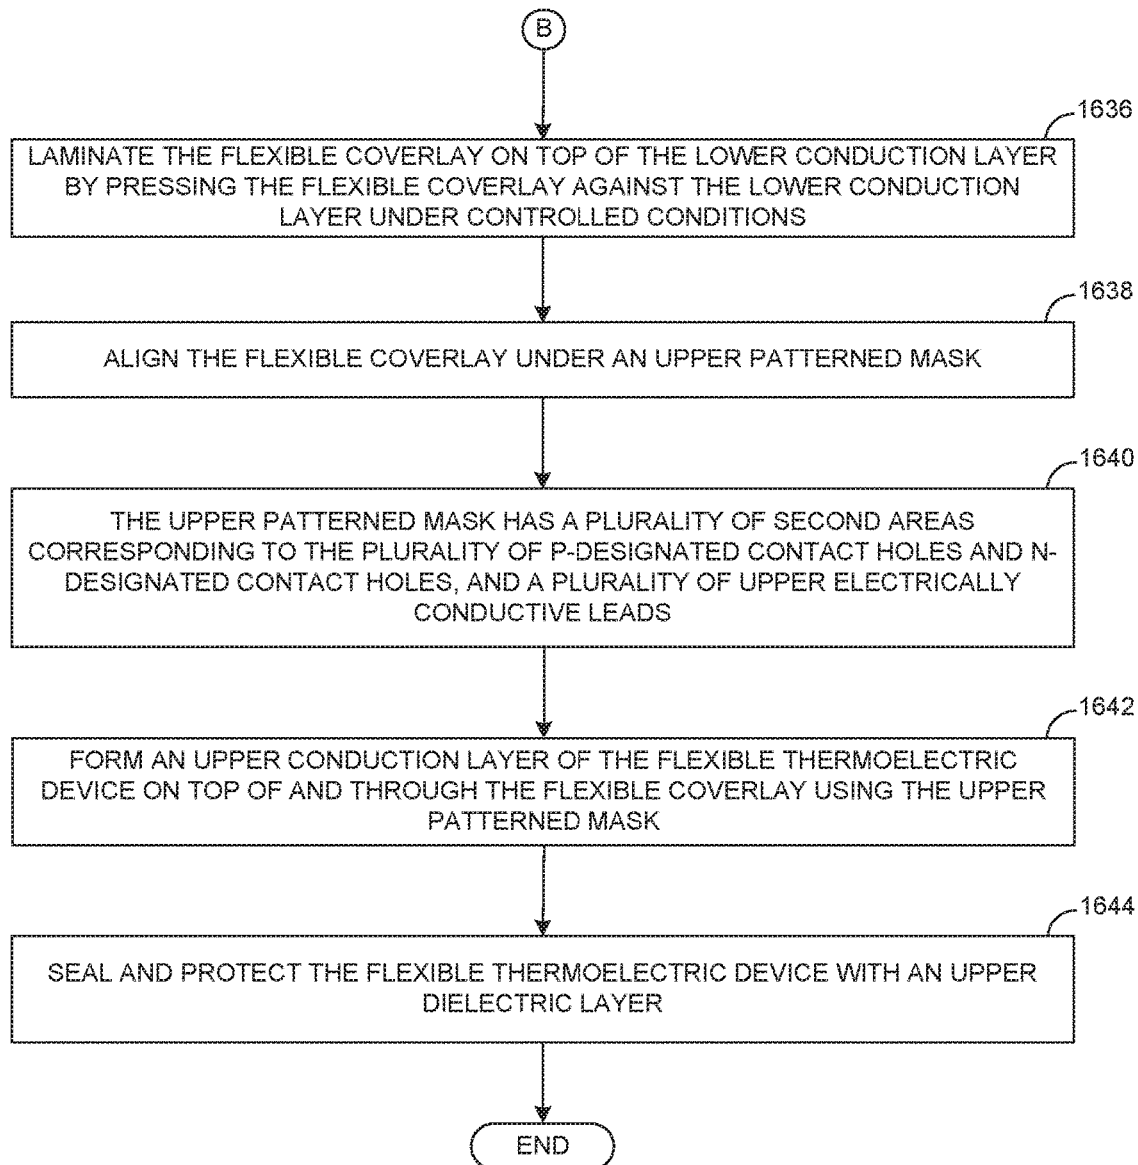 B
1636
LAMINATE THE FLEXIBLE COVERLAY ON TOP OF THE LOWER CONDUCTION LAYER
BY PRESSING THE FLEXIBLE COVERLAY AGAINST THE LOWER CONDUCTION
LAYER UNDER CONTROLLED CONDITIONS
1638
ALIGN THE FLEXIBLE COVERLAY UNDER AN UPPER PATTERNED MASK
1640
THE UPPER PATTERNED MASK HAS A PLURALITY OF SECOND AREAS
CORRESPONDING TO THE PLURALITY OF P-DESIGNATED CONTACT HOLES AND N-
DESIGNATED CONTACT HOLES, AND A PLURALITY OF UPPER ELECTRICALLY
CONDUCTIVE LEADS
1642
FORM AN UPPER CONDUCTION LAYER OF THE FLEXIBLE THERMOELECTRIC
DEVICE ON TOP OF AND THROUGH THE FLEXIBLE COVERLAY USING THE UPPER
PATTERNED MASK
1644
SEAL AND PROTECT THE FLEXIBLE THERMOELECTRIC DEVICE WITH AN UPPER
DIELECTRIC LAYER
END